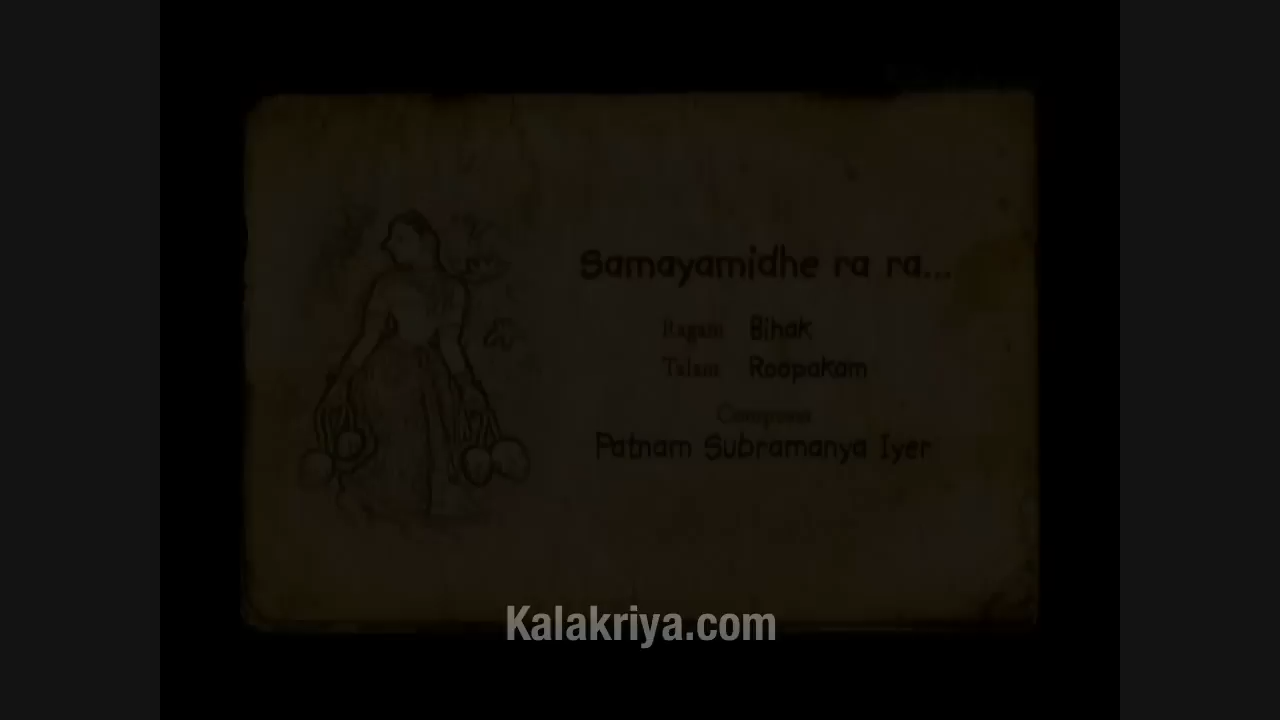 Samayamidhe ra ra...
Ragam Bihak
Talam Roopakam
Composer
Patnam Subramanya Iyer
Kalakriya.com